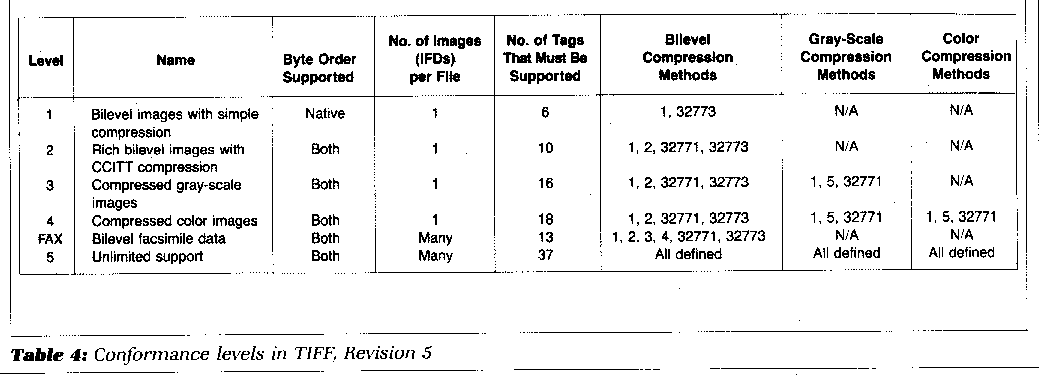 Level Name Byte Order Supported No. of Images (IFDs) per File No. of Tags That Must Be Supported Bilevel Compression Methods Gray-Scale Compression Methods Color Compression Methods
1 Bilevel images with simple compression Native 1 6 1, 32773 N/A N/A
2 Rich bilevel images with CCITT compression Both 1 10 1, 2, 32771, 32773 N/A N/A
3 Compressed gray-scale images Both 1 16 1, 2, 32771, 32773 1, 5, 32771 N/A
4 Compressed color images Both 1 18 1, 2, 32771, 32773 1, 5, 32771 1, 5, 32771
FAX Bilevel facsimile data Both Many 13 1, 2. 3, 4, 32771, 32773 N/A N/A
5 Unlimited support Both Many 37 All defined All defined All defined
Table 4: Conformance levels in TIFF, Revision 5